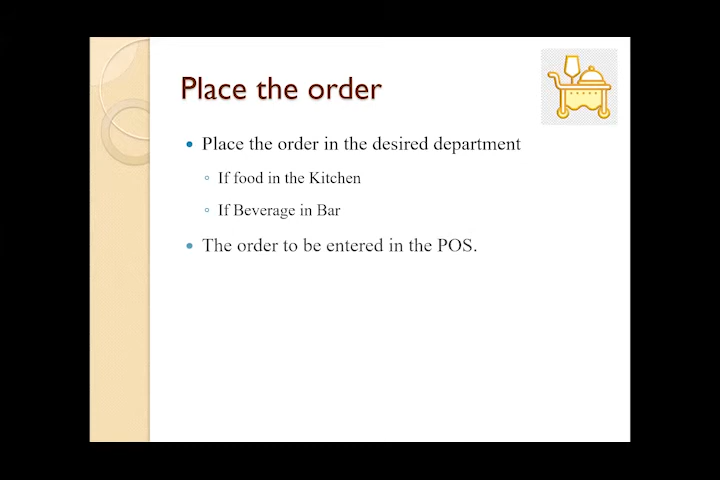 Place the order
Place the order in the desired department
If food in the Kitchen
If Beverage in Bar
The order to be entered in the POS.